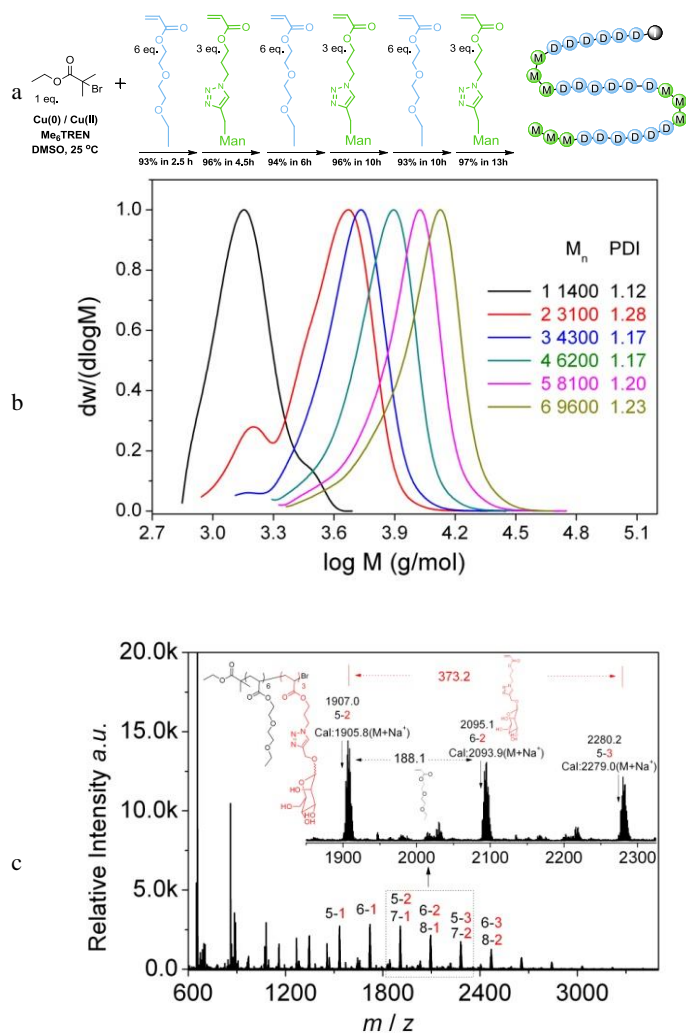 a
O
O
6 eq.
O
O
O
O
3 eq.
N
N
N
Man
O
O
6 eq.
O
O
O
O
3 eq.
N
N
N
Man
O
O
6 eq.
O
O
O
O
3 eq.
N
N
N
Man
O
O
Br
+
1 eq.
Cu(0) / Cu(II)
Me6TREN
DMSO, 25 °C
93% in 2.5 h
96% in 4.5h
94% in 6h
96% in 10h
93% in 10h
97% in 13h
M D D D D D D I
M M D D D D D D M M
M M M D D D D D D M
b
dw/(dlogM)
1.0
0.8
0.6
0.4
0.2
0.0
Mn PDI
1 1400 1.12
2 3100 1.28
3 4300 1.17
4 6200 1.17
5 8100 1.20
6 9600 1.23
2.7 3.0 3.3 3.6 3.9 4.2 4.5 4.8 5.1
log M (g/mol)
c
Relative Intensity a.u.
20.0k
15.0k
10.0k
5.0k
0.0
6
3
Br
373.2
1907.0
5-2
Cal:1905.8(M+Na+)
188.1
2095.1
6-2
Cal:2093.9(M+Na+)
2280.2
5-3
Cal:2279.0(M+Na+)
HO
OH
1900 2000 2100 2200 2300
5-1 6-1 5-2 6-2 5-3 6-3
7-1 8-1 7-2 8-2
600 1200 1800 2400 3000
m / z